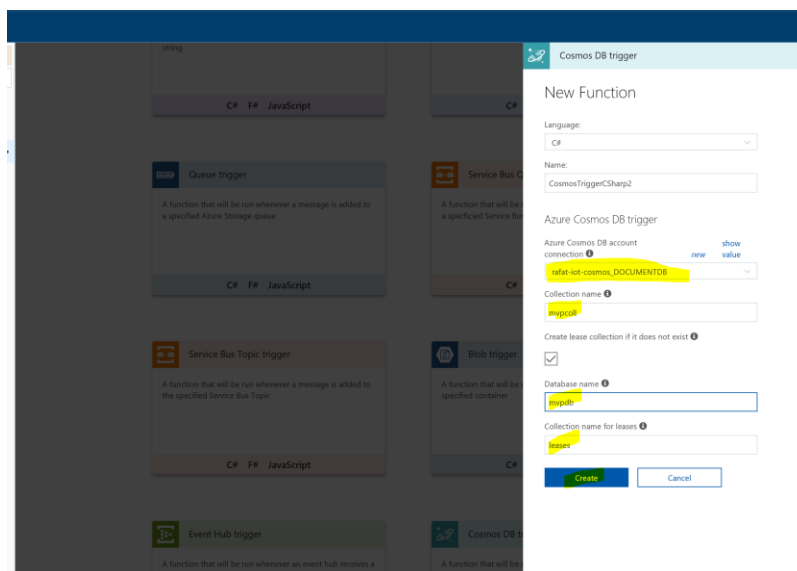 string
C# F# JavaScript
C#
Queue trigger
A function that will be run whenever a message is added to
a specified Azure Storage queue
C# F# JavaScript
Service Bus Q
A function that will be
a specficied Service Bus
C#
Service Bus Topic trigger
A function that will be run whenever a message is added to
the specified Service Bus Topic
C# F# JavaScript
Blob trigger
A function that will be
specified container
C#
Event Hub trigger
A function that will be run whenever an event hub receives a
Cosmos DB t
A function that will be
Cosmos DB trigger
New Function
Language:
C#
Name:
CosmosTriggerCSharp2
Azure Cosmos DB trigger
Azure Cosmos DB account
connection
new
show
value
rafat-iot-cosmos_DOCUMENTDB
Collection name
mvpcoll
Create lease collection if it does not exist
Database name
mvpdb
Collection name for leases
leases
Create Cancel